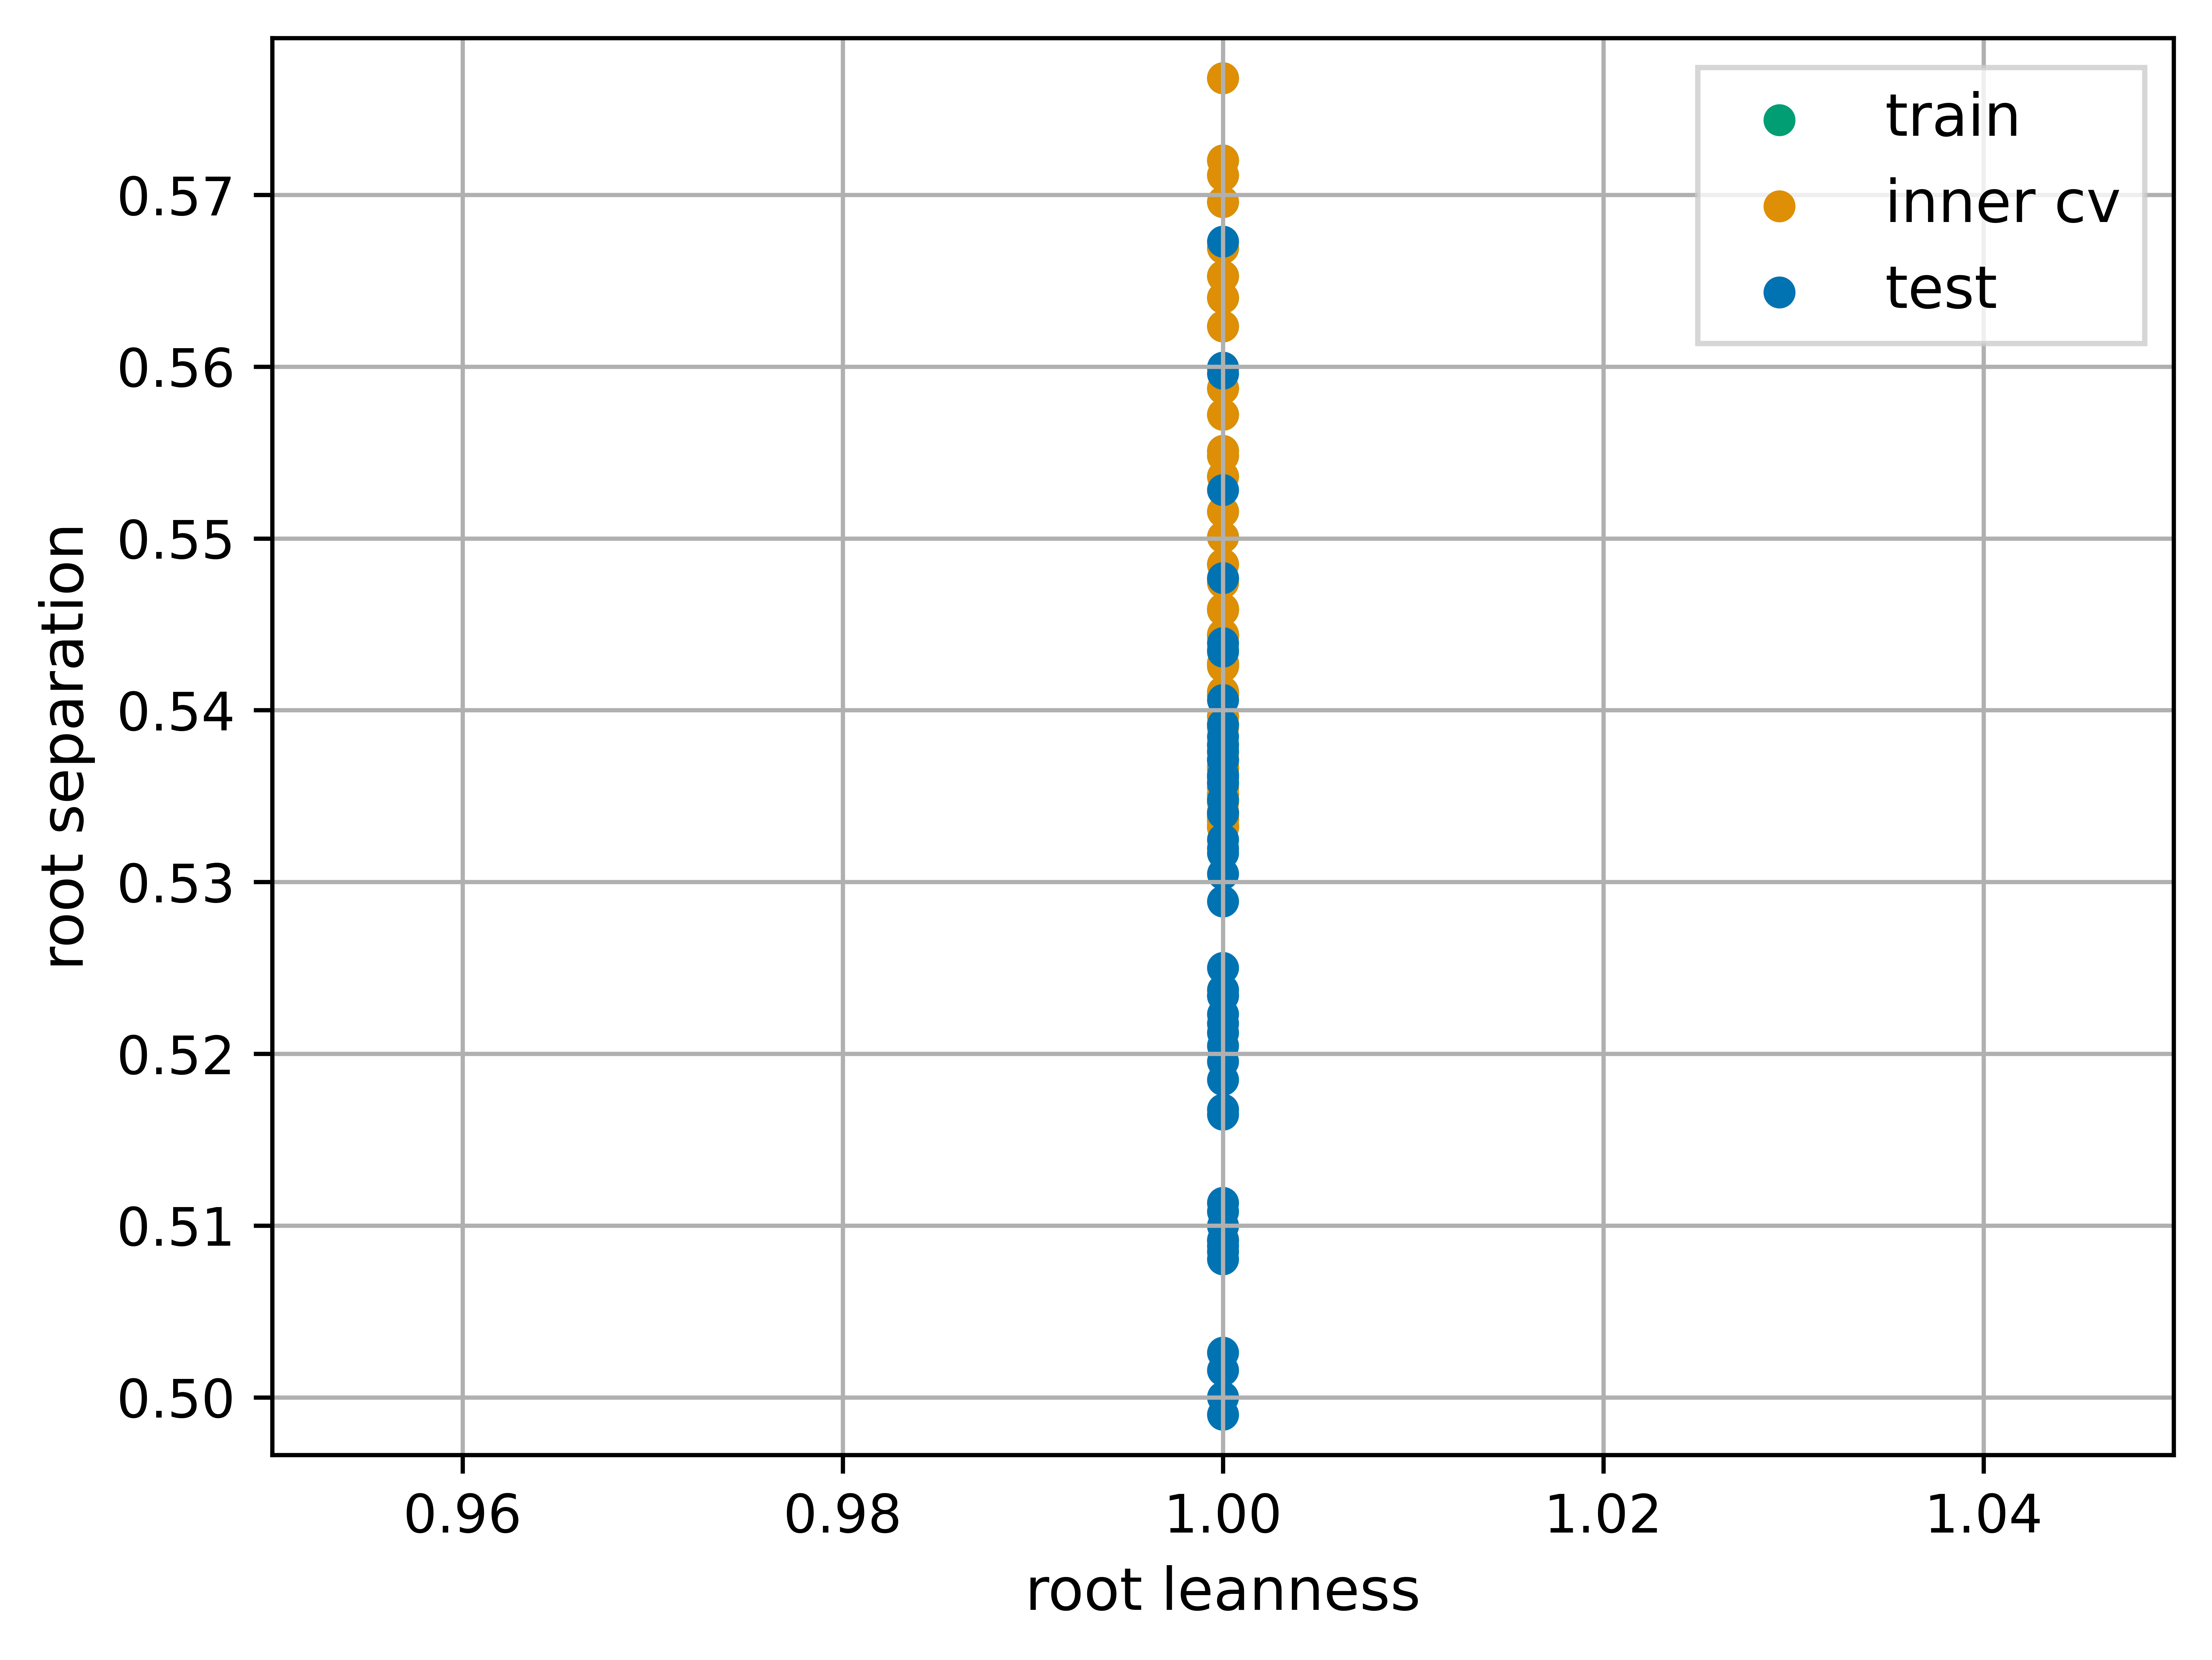 train
inner cv
test
0.57
0.56
0.55
0.54
0.53
0.52
0.51
0.50
root separation
0.96 0.98 1.00 1.02 1.04
root leanness